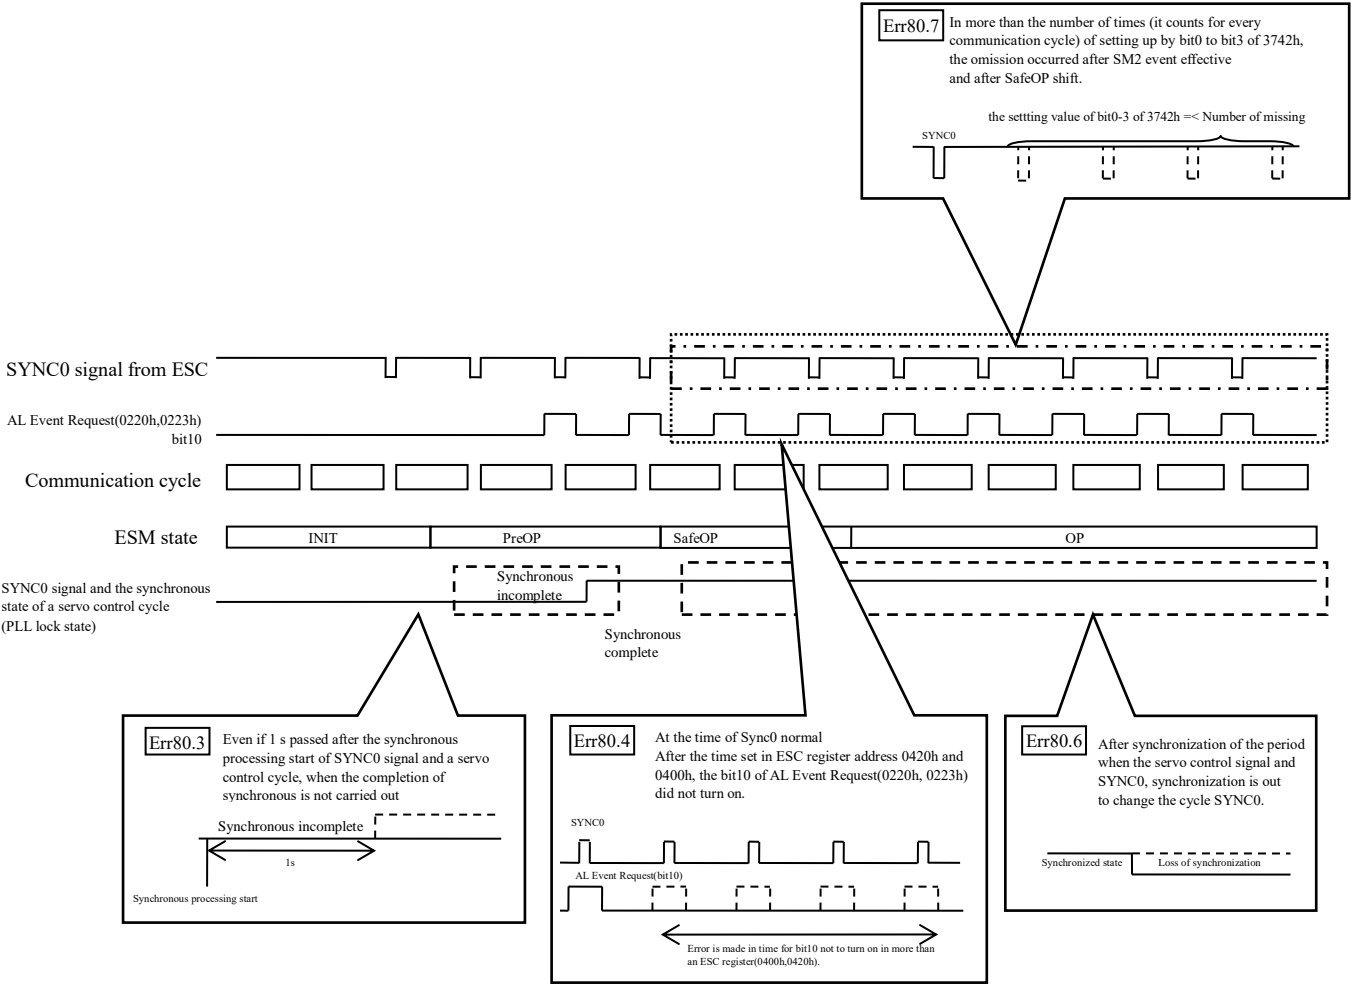 Err80.7
In more than the number of times (it counts for every
communication cycle) of setting up by bit0 to bit3 of 3742h,
the omission occurred after SM2 event effective
and after SafeOP shift.
the settting value of bit0-3 of 3742h =< Number of missing
SYNC0
SYNC0 signal from ESC
AL Event Request(0220h,0223h)
bit10
Communication cycle
ESM state
INIT
PreOP
SafeOP
OP
SYNC0 signal and the synchronous
state of a servo control cycle
(PLL lock state)
Synchronous
incomplete
Synchronous
complete
Err80.3
Even if 1 s passed after the synchronous
processing start of SYNC0 signal and a servo
control cycle, when the completion of
synchronous is not carried out
Synchronous incomplete
1s
Synchronous processing start
Err80.4
At the time of Sync0 normal
After the time set in ESC register address 0420h and
0400h, the bit10 of AL Event Request(0220h, 0223h)
did not turn on.
SYNC0
AL Event Request(bit10)
Error is made in time for bit10 not to turn on in more than
an ESC register(0400h,0420h).
Err80.6
After synchronization of the period
when the servo control signal and
SYNC0, synchronization is out
to change the cycle SYNC0.
Synchronized state
Loss of synchronization